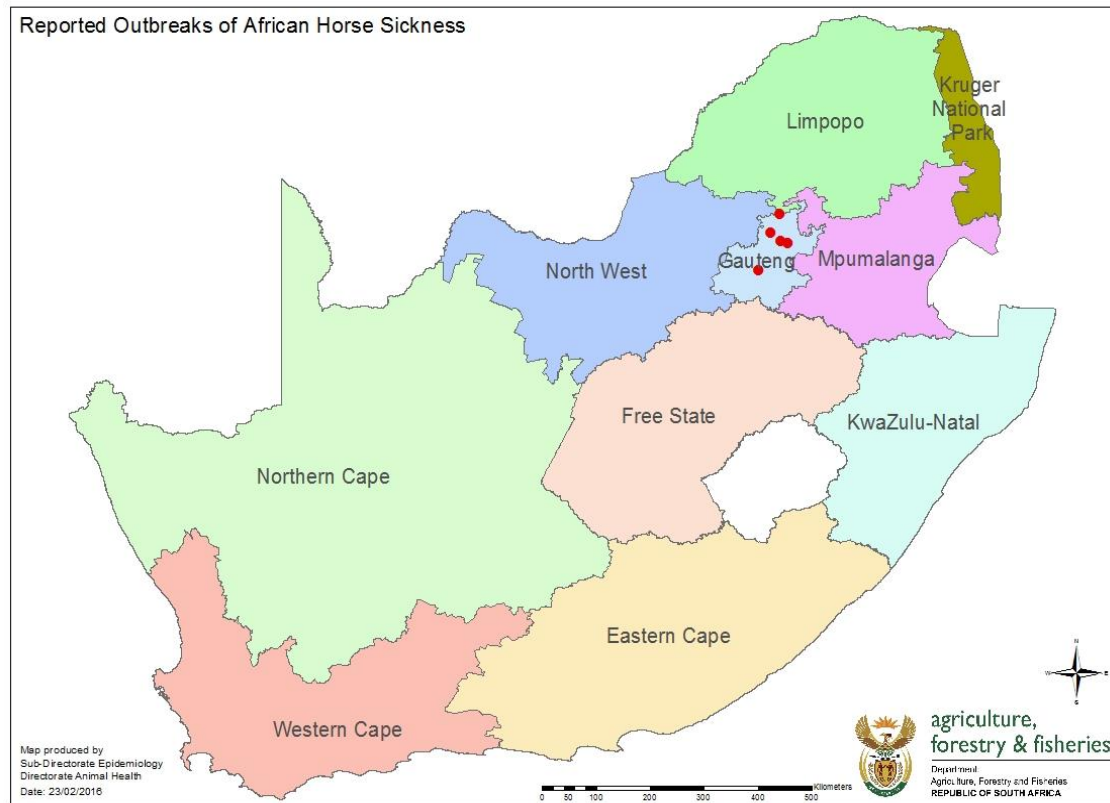 Reported Outbreaks of African Horse Sickness
Kruger
National
Park
Limpopo
North West
Gauteng
Mpumalanga
Free State
KwaZulu-Natal
Northern Cape
Eastern Cape
Western Cape
N
W
E
S
Map produced by
Sub-Directorate Epidemiology
Directorate Animal Health
Date: 23/02/2016
Kilometers
0 50 100 200 300 400 500
agriculture,
forestry & fisheries
Department:
Agriculture, Forestry and Fisheries
REPUBLIC OF SOUTH AFRICA